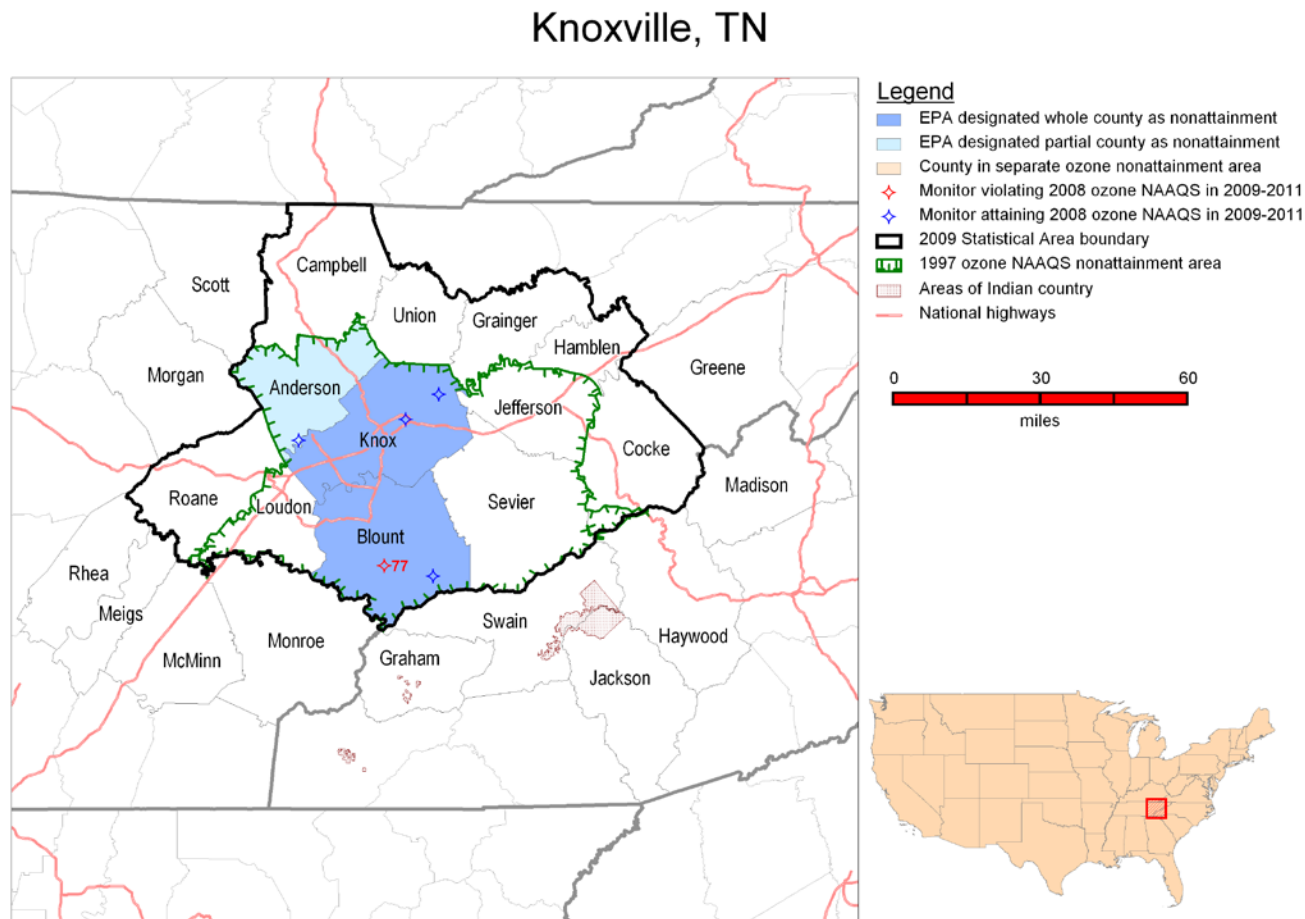 Knoxville, TN
Legend
EPA designated whole county as nonattainment
EPA designated partial county as nonattainment
County in separate ozone nonattainment area
Monitor violating 2008 ozone NAAQS in 2009-2011
Monitor attaining 2008 ozone NAAQS in 2009-2011
2009 Statistical Area boundary
1997 ozone NAAQS nonattainment area
Areas of Indian country
National highways
0 30 60
miles
Campbell
Scott
Union
Grainger
Hamblen
Greene
Morgan
Anderson
Jefferson
Knox
Cocke
Madison
Roane
Loudon
Sevier
Blount
77
Rhea
Meigs
Swain
Haywood
Monroe
McMinn
Graham
Jackson